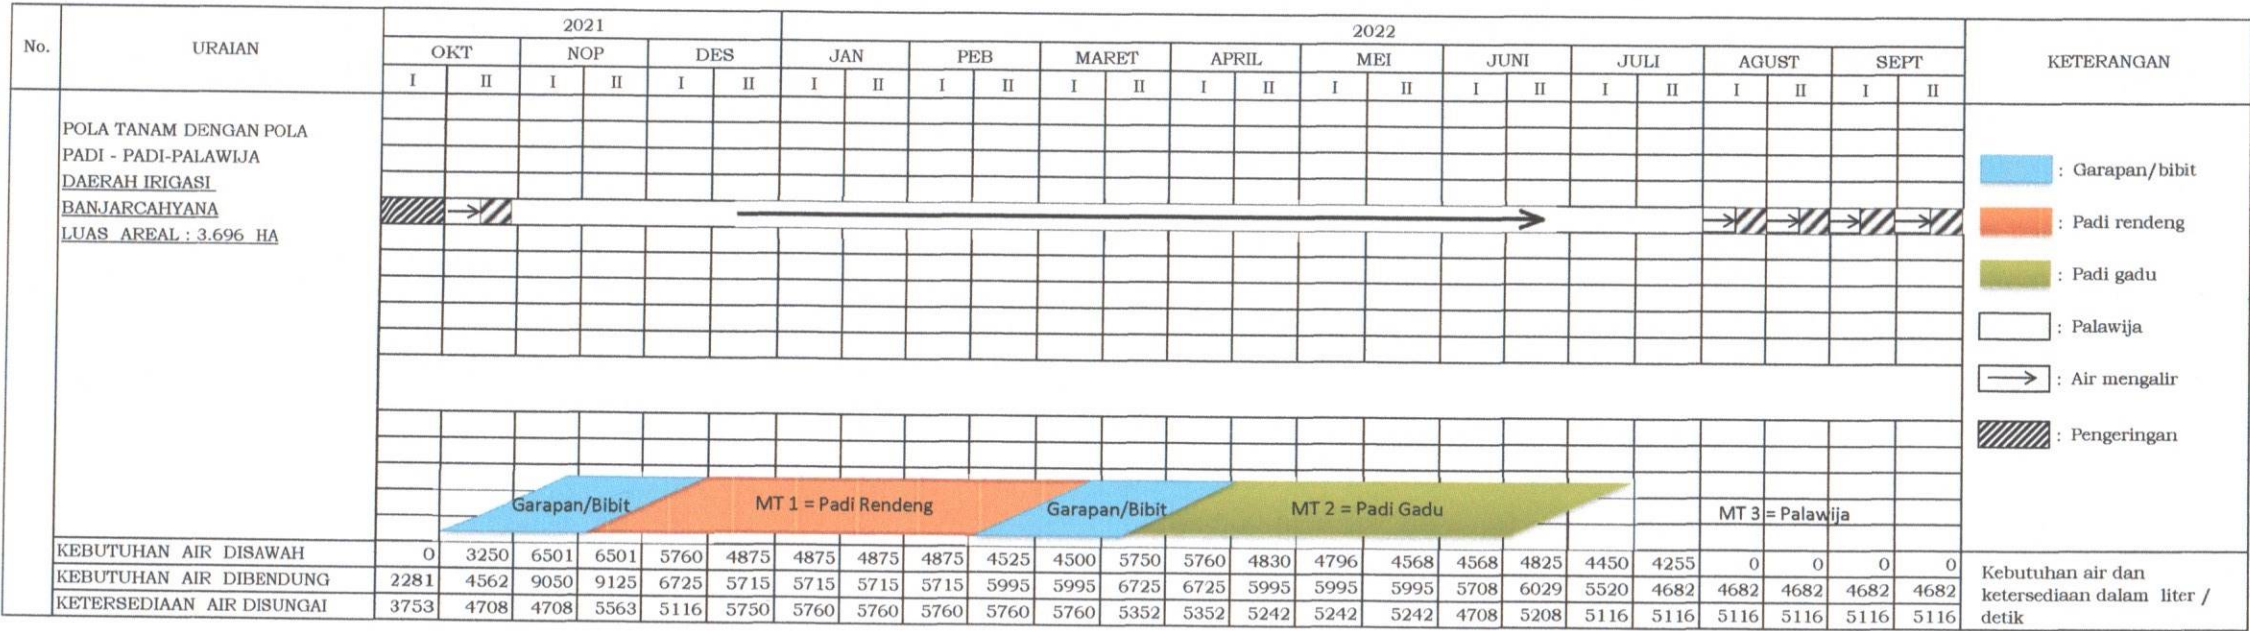 No.
URAIAN
2021
2022
KETERANGAN
OKT
NOP
DES
JAN
PEB
MARET
APRIL
MEI
JUNI
JULI
AGUST
SEPT
I II I II I II I II I II I II I II I II I II I II I II I II
POLA TANAM DENGAN POLA
PADI - PADI-PALAWIJA
DAERAH IRIGASI
BANJARCAHYANA
LUAS AREAL : 3.696 HA
: Garapan/bibit
: Padi rendeng
: Padi gadu
: Palawija
: Air mengalir
: Pengeringan
Garapan/Bibit
MT 1 = Padi Rendeng
Garapan/Bibit
MT 2 = Padi Gadu
MT 3 = Palawija
KEBUTUHAN AIR DISAWAH 0 3250 6501 6501 5760 4875 4875 4875 4875 4525 4500 5750 5760 4830 4796 4568 4568 4825 4450 4255 0 0 0 0
KEBUTUHAN AIR DIBENDUNG 2281 4562 9050 9125 6725 5715 5715 5715 5715 5995 5995 6725 6725 5995 5995 5995 5708 6029 5520 4682 4682 4682 4682 4682
KETERSEDIAAN AIR DISUNGAI 3753 4708 4708 5563 5116 5750 5760 5760 5760 5760 5760 5352 5352 5242 5242 5242 4708 5208 5116 5116 5116 5116 5116 5116
Kebutuhan air dan
ketersediaan dalam liter /
detik